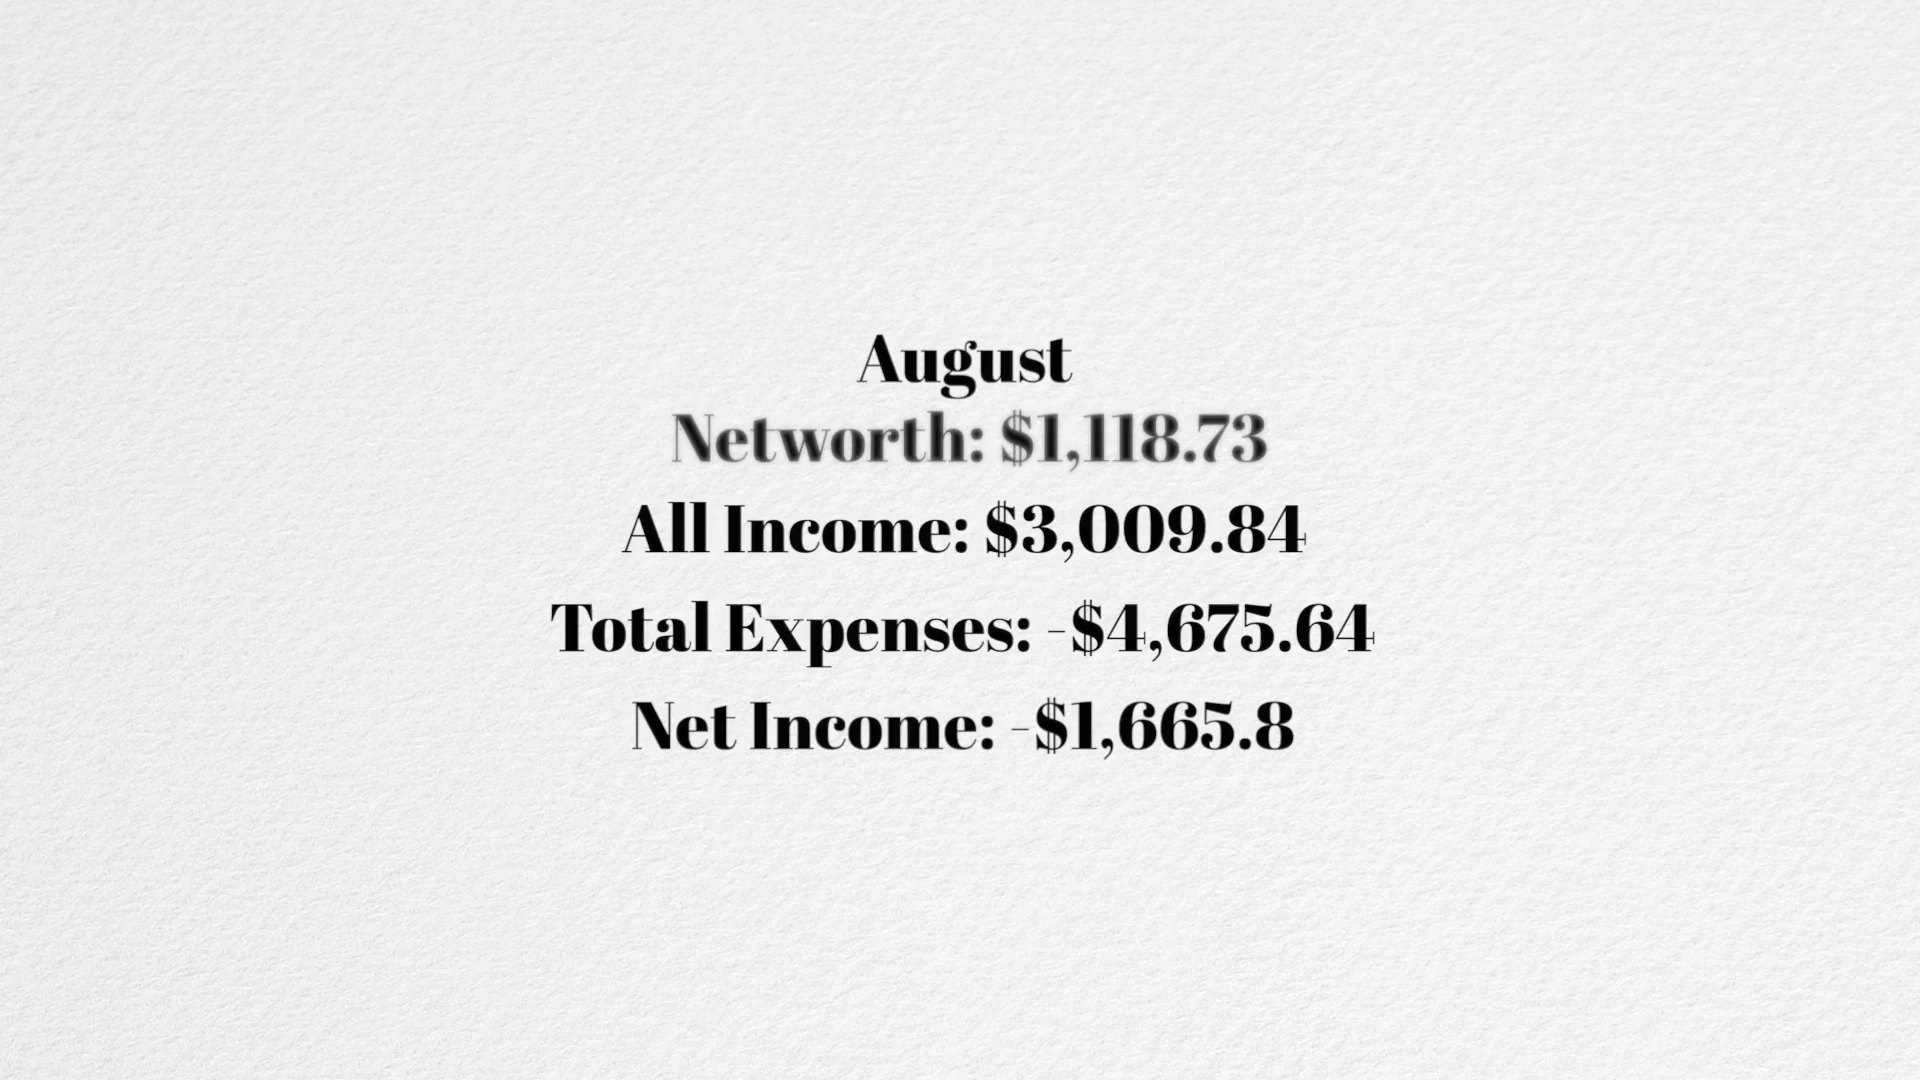 August
Networth: $1,118.73
All Income: $3,009.84
Total Expenses: -$4,675.64
Net Income: -$1,665.8